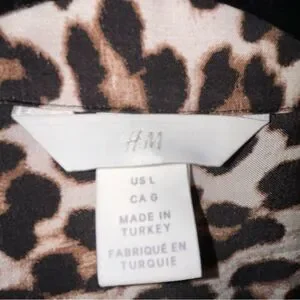 H&M
US L
CA G
MADE IN
TURKEY
FABRIQUÉ EN
TURQUIE